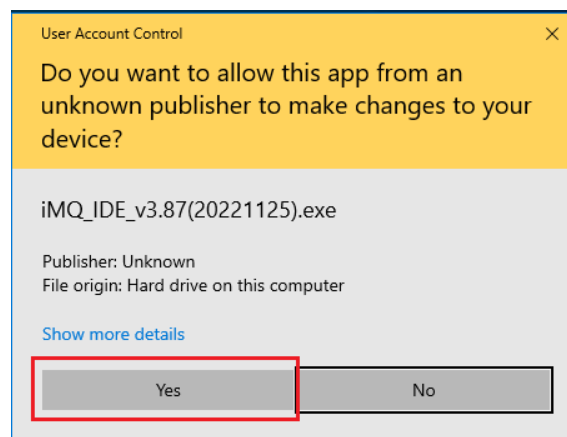 User Account Control
Do you want to allow this app from an
unknown publisher to make changes to your
device?
iMQ_IDE_v3.87(20221125).exe
Publisher: Unknown
File origin: Hard drive on this computer
Show more details
Yes
No